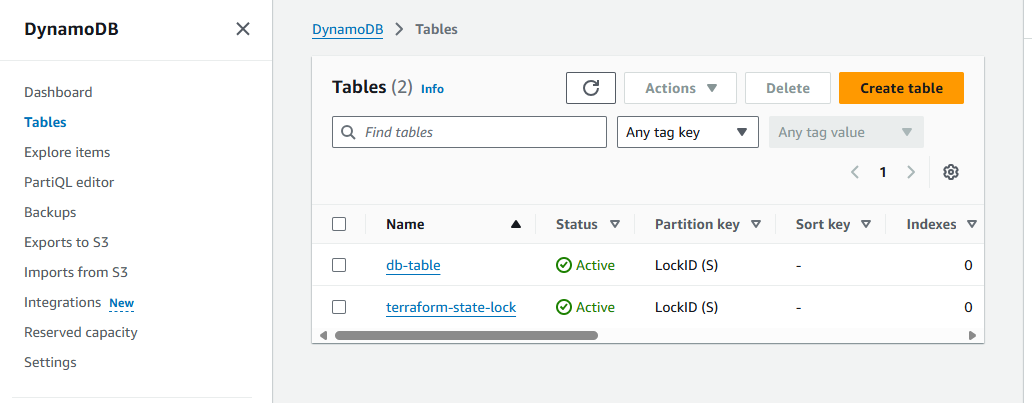 DynamoDB
Dashboard
Tables
Explore items
PartiQL editor
Backups
Exports to S3
Imports from S3
Integrations New
Reserved capacity
Settings
DynamoDB > Tables
Tables (2) Info
Actions
Delete
Create table
Find tables
Any tag key
Any tag value
1
Name Status Partition key Sort key Indexes
db-table Active LockID (S) - 0
terraform-state-lock Active LockID (S) - 0